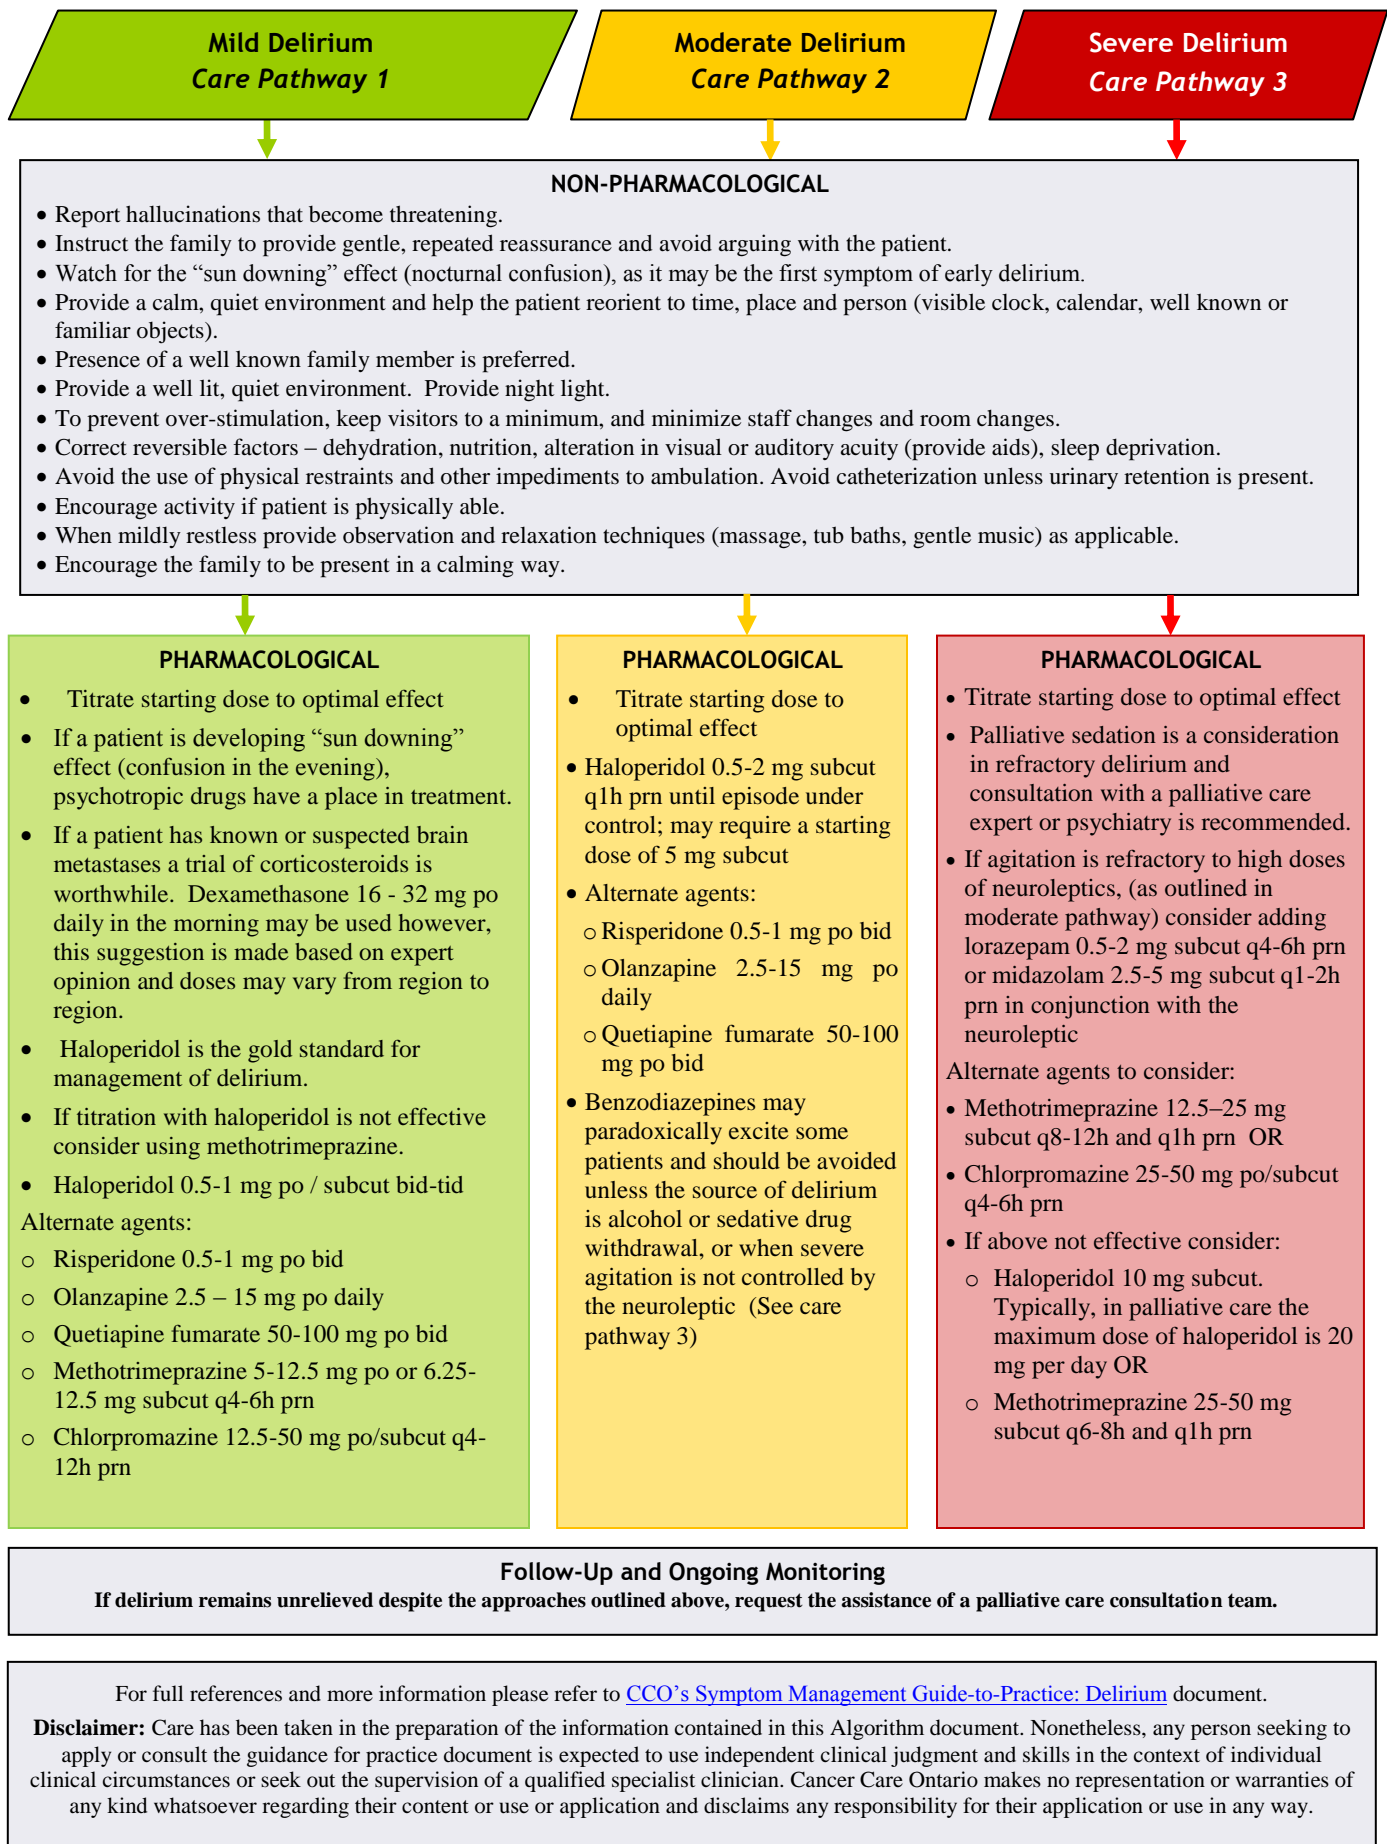 Mild Delirium
Care Pathway 1
Moderate Delirium
Care Pathway 2
Severe Delirium
Care Pathway 3
NON-PHARMACOLOGICAL
• Report hallucinations that become threatening.
• Instruct the family to provide gentle, repeated reassurance and avoid arguing with the patient.
• Watch for the “sun downing” effect (nocturnal confusion), as it may be the first symptom of early delirium.
• Provide a calm, quiet environment and help the patient reorient to time, place and person (visible clock, calendar, well known or
familiar objects).
• Presence of a well known family member is preferred.
• Provide a well lit, quiet environment. Provide night light.
• To prevent over-stimulation, keep visitors to a minimum, and minimize staff changes and room changes.
• Correct reversible factors – dehydration, nutrition, alteration in visual or auditory acuity (provide aids), sleep deprivation.
• Avoid the use of physical restraints and other impediments to ambulation. Avoid catheterization unless urinary retention is present.
• Encourage activity if patient is physically able.
• When mildly restless provide observation and relaxation techniques (massage, tub baths, gentle music) as applicable.
• Encourage the family to be present in a calming way.
PHARMACOLOGICAL
• Titrate starting dose to optimal effect
• If a patient is developing “sun downing”
effect (confusion in the evening),
psychotropic drugs have a place in treatment.
• If a patient has known or suspected brain
metastases a trial of corticosteroids is
worthwhile. Dexamethasone 16 - 32 mg po
daily in the morning may be used however,
this suggestion is made based on expert
opinion and doses may vary from region to
region.
• Haloperidol is the gold standard for
management of delirium.
• If titration with haloperidol is not effective
consider using methotrimeprazine.
• Haloperidol 0.5-1 mg po / subcut bid-tid
Alternate agents:
o Risperidone 0.5-1 mg po bid
o Olanzapine 2.5 – 15 mg po daily
o Quetiapine fumarate 50-100 mg po bid
o Methotrimeprazine 5-12.5 mg po or 6.25-
12.5 mg subcut q4-6h prn
o Chlorpromazine 12.5-50 mg po/subcut q4-
12h prn
PHARMACOLOGICAL
• Titrate starting dose to
optimal effect
• Haloperidol 0.5-2 mg subcut
q1h prn until episode under
control; may require a starting
dose of 5 mg subcut
• Alternate agents:
o Risperidone 0.5-1 mg po bid
o Olanzapine 2.5-15 mg po
daily
o Quetiapine fumarate 50-100
mg po bid
• Benzodiazepines may
paradoxically excite some
patients and should be avoided
unless the source of delirium
is alcohol or sedative drug
withdrawal, or when severe
agitation is not controlled by
the neuroleptic (See care
pathway 3)
PHARMACOLOGICAL
• Titrate starting dose to optimal effect
• Palliative sedation is a consideration
in refractory delirium and
consultation with a palliative care
expert or psychiatry is recommended.
• If agitation is refractory to high doses
of neuroleptics, (as outlined in
moderate pathway) consider adding
lorazepam 0.5-2 mg subcut q4-6h prn
or midazolam 2.5-5 mg subcut q1-2h
prn in conjunction with the
neuroleptic
Alternate agents to consider:
• Methotrimeprazine 12.5–25 mg
subcut q8-12h and q1h prn OR
• Chlorpromazine 25-50 mg po/subcut
q4-6h prn
• If above not effective consider:
o Haloperidol 10 mg subcut.
Typically, in palliative care the
maximum dose of haloperidol is 20
mg per day OR
o Methotrimeprazine 25-50 mg
subcut q6-8h and q1h prn
Follow-Up and Ongoing Monitoring
If delirium remains unrelieved despite the approaches outlined above, request the assistance of a palliative care consultation team.
For full references and more information please refer to CCO’s Symptom Management Guide-to-Practice: Delirium document.
Disclaimer: Care has been taken in the preparation of the information contained in this Algorithm document. Nonetheless, any person seeking to
apply or consult the guidance for practice document is expected to use independent clinical judgment and skills in the context of individual
clinical circumstances or seek out the supervision of a qualified specialist clinician. Cancer Care Ontario makes no representation or warranties of
any kind whatsoever regarding their content or use or application and disclaims any responsibility for their application or use in any way.